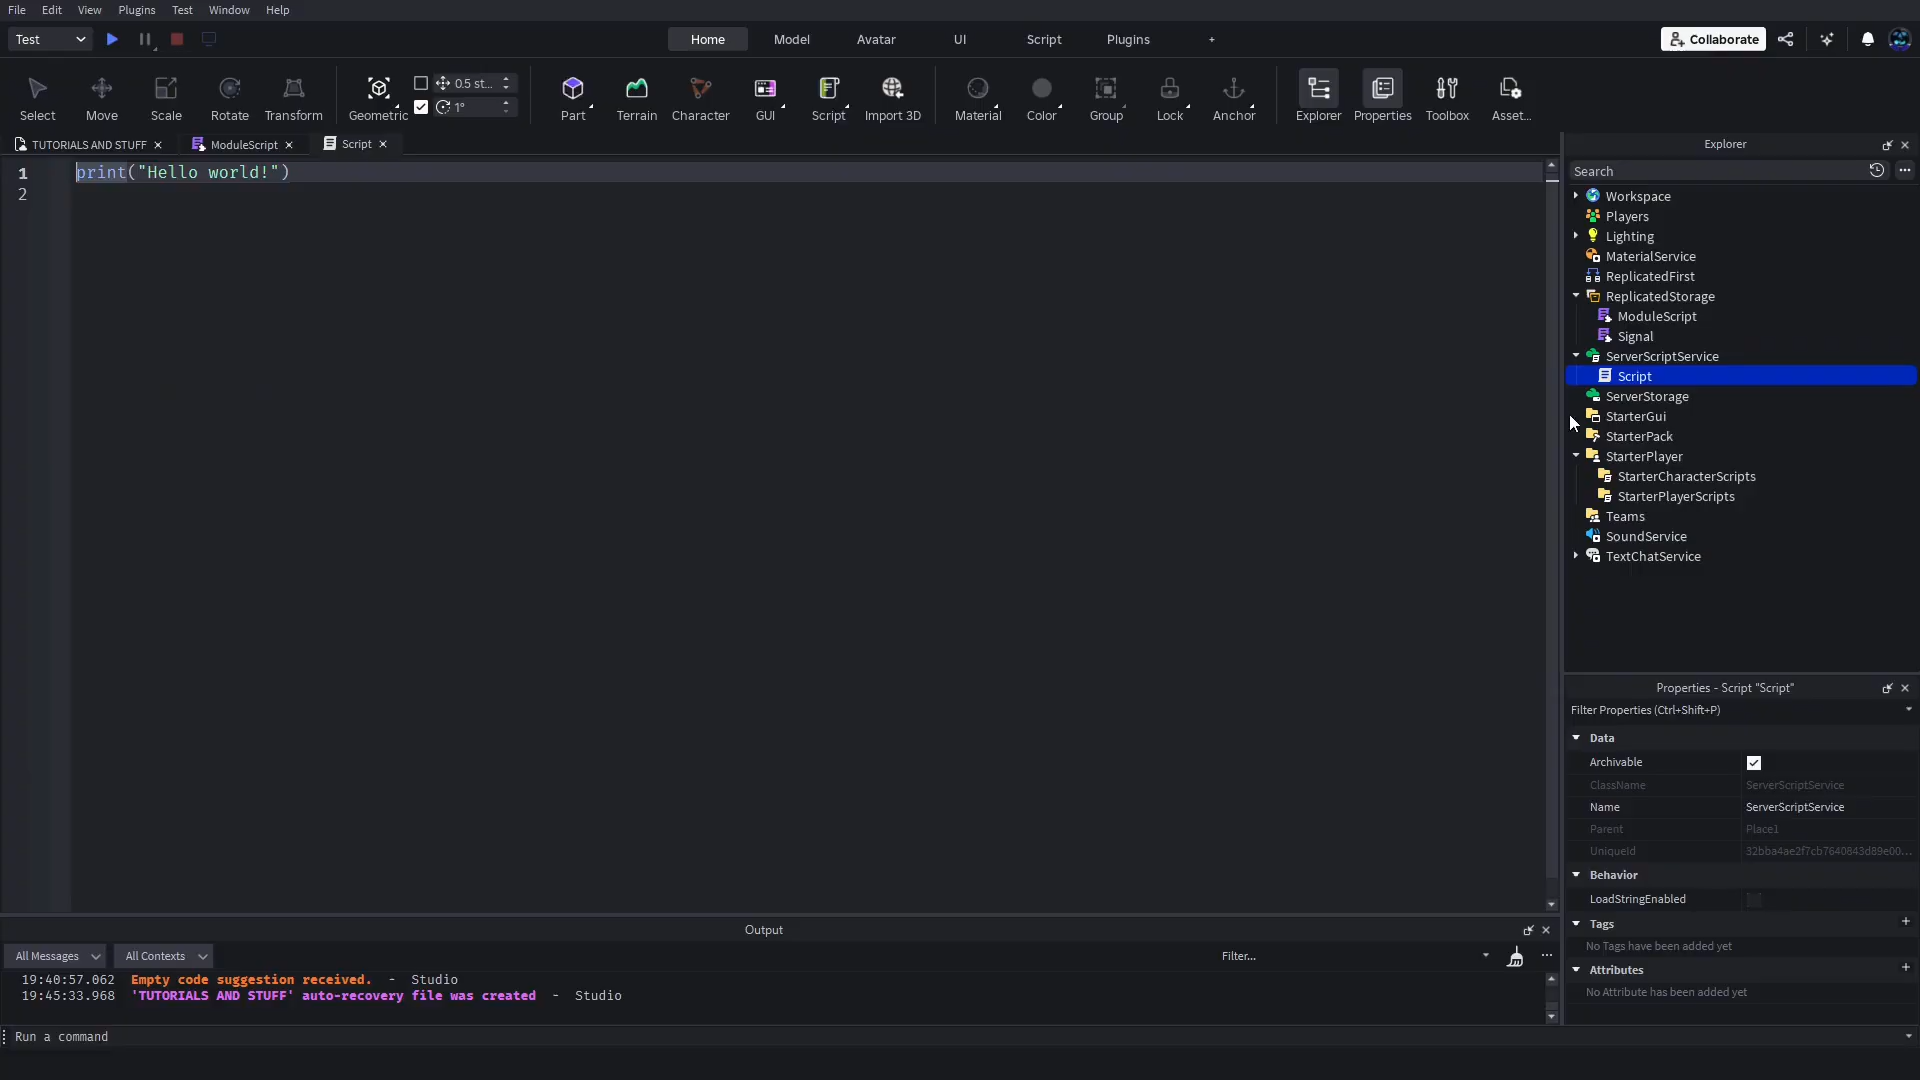 File Edit View Plugins Test Window Help
Test Home Model Avatar UI Script Plugins + Collaborate
0.5 st...
1°
Select Move Scale Rotate Transform Geometric Part Terrain Character GUI Script Import 3D Material Color Group Lock Anchor Explorer Properties Toolbox Asset...
TUTORIALS AND STUFF ModuleScript Script
1 print("Hello world!")
2
Explorer
Search
Workspace
Players
Lighting
MaterialService
ReplicatedFirst
ReplicatedStorage
ModuleScript
Signal
ServerScriptService
Script
ServerStorage
StarterGui
StarterPack
StarterPlayer
StarterCharacterScripts
StarterPlayerScripts
Teams
SoundService
TextChatService
Properties - Script "Script"
Filter Properties (Ctrl+Shift+P)
Data
Archivable
ClassName ServerScriptService
Name ServerScriptService
Parent Place1
UniqueId 32bba4ae2f7cb7640843d89e00...
Behavior
LoadStringEnabled
Tags +
No Tags have been added yet
Attributes +
No Attribute has been added yet
Output
All Messages All Contexts Filter...
19:40:57.062 Empty code suggestion received. - Studio
19:45:33.968 'TUTORIALS AND STUFF' auto-recovery file was created - Studio
Run a command